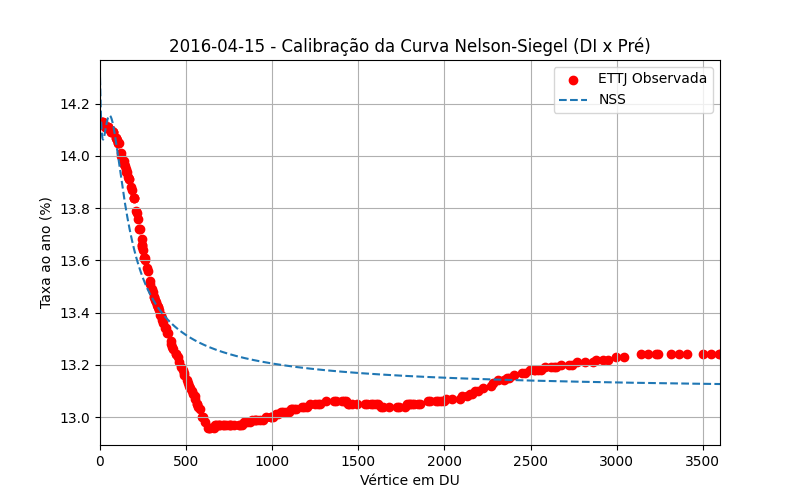 2016-04-15 - Calibração da Curva Nelson-Siegel (DI x Pré)
ETTJ Observada
NSS
Taxa ao ano (%)
14.2
14.0
13.8
13.6
13.4
13.2
13.0
0 500 1000 1500 2000 2500 3000 3500
Vértice em DU